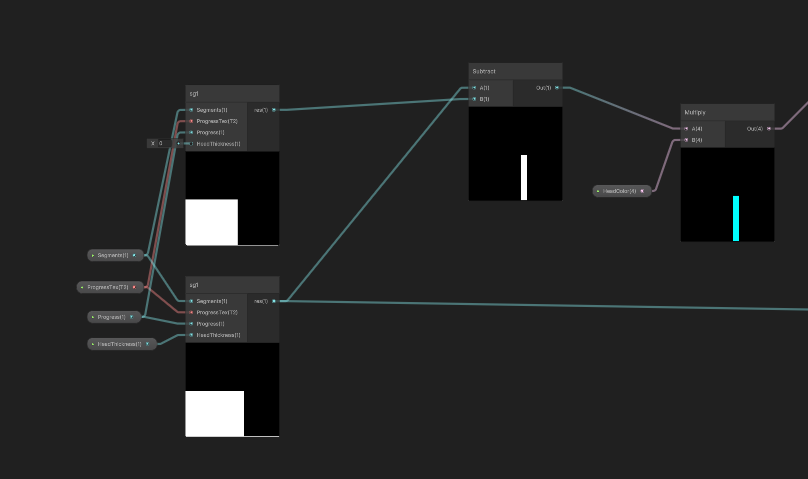 sg1
Segments(1)
res(1)
ProgressTex(T2)
Progress(1)
X 0
HeadThickness(1)
Subtract
A(1)
Out(1)
B(1)
Multiply
A(4)
Out(4)
B(4)
HeadColor(4)
Segments(1)
ProgressTex(T2)
Progress(1)
HeadThickness(1)
sg1
Segments(1)
res(1)
ProgressTex(T2)
Progress(1)
HeadThickness(1)